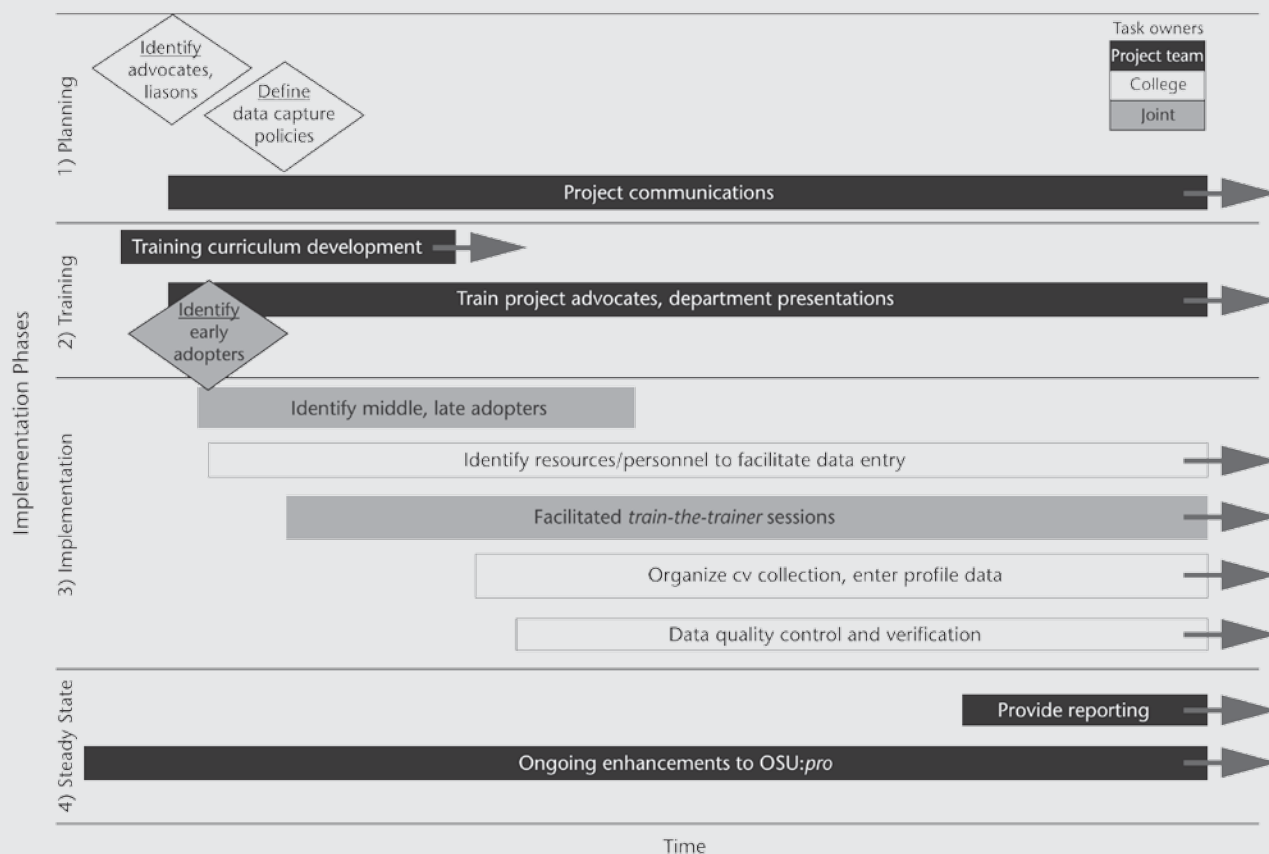 Task owners
Project team
College
Joint
Implementation Phases
1) Planning
Identify
advocates,
liasons
Define
data capture
policies
Project communications
2) Training
Training curriculum development
Train project advocates, department presentations
Identify
early
adopters
3) Implementation
Identify middle, late adopters
Identify resources/personnel to facilitate data entry
Facilitated train-the-trainer sessions
Organize cv collection, enter profile data
Data quality control and verification
4) Steady State
Provide reporting
Ongoing enhancements to OSU:pro
Time